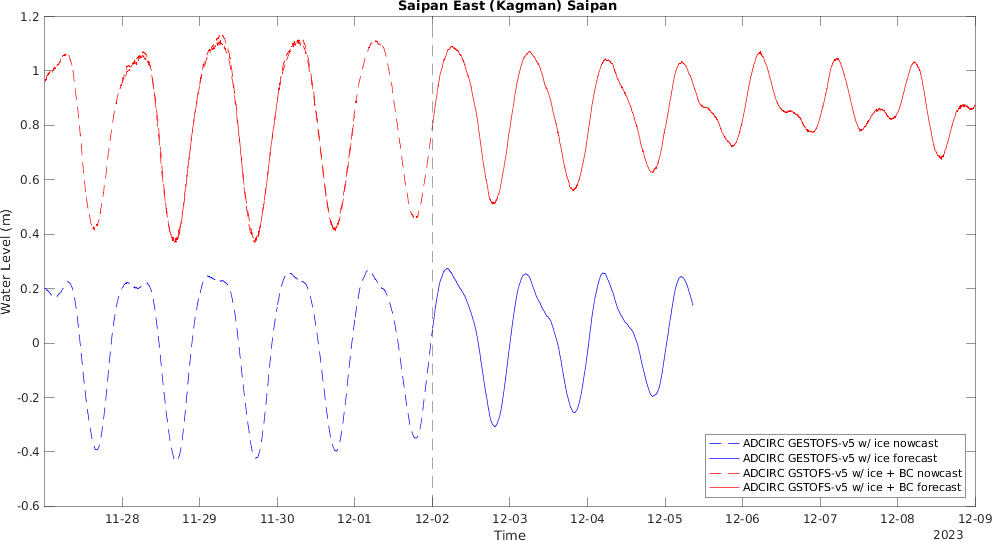 Saipan East (Kagman) Saipan
1.2
1
0.8
0.6
0.4
0.2
0
-0.2
-0.4
-0.6
Water Level (m)
11-28 11-29 11-30 12-01 12-02 12-03 12-04 12-05 12-06 12-07 12-08 12-09
Time
2023
ADCIRC GESTOFS-v5 w/ ice nowcast
ADCIRC GESTOFS-v5 w/ ice forecast
ADCIRC GSTOFS-v5 w/ ice + BC nowcast
ADCIRC GSTOFS-v5 w/ ice + BC forecast